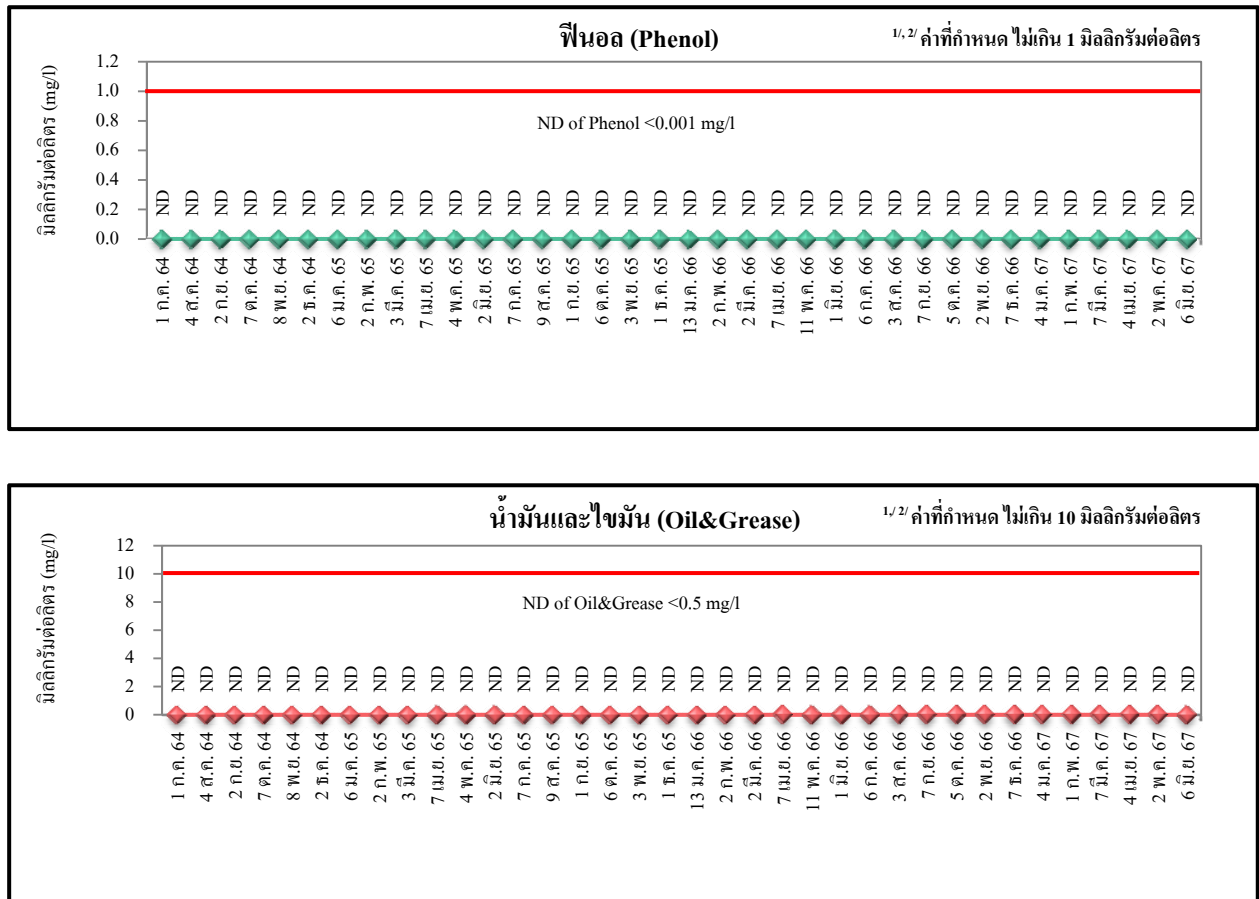 ฟีนอล (Phenol)
1/, 2/ ค่าที่กำหนด ไม่เกิน 1 มิลลิกรัมต่อลิตร
มิลลิกรัมต่อลิตร (mg/l)
1.2
1.0
0.8
0.6
0.4
0.2
0.0
ND of Phenol <0.001 mg/l
ND ND ND ND ND ND ND ND ND ND ND ND ND ND ND ND ND ND ND ND ND ND ND ND ND ND ND ND ND ND ND ND ND ND ND ND
1 ก.ค. 64
4 ส.ค. 64
2 ก.ย. 64
7 ต.ค. 64
8 พ.ย. 64
2 ธ.ค. 64
6 ม.ค. 65
2 ก.พ. 65
3 มี.ค. 65
7 เม.ย. 65
4 พ.ค. 65
2 มิ.ย. 65
7 ก.ค. 65
9 ส.ค. 65
1 ก.ย. 65
6 ต.ค. 65
3 พ.ย. 65
1 ธ.ค. 65
13 ม.ค. 66
2 ก.พ. 66
2 มี.ค. 66
7 เม.ย. 66
11 พ.ค. 66
1 มิ.ย. 66
6 ก.ค. 66
3 ส.ค. 66
7 ก.ย. 66
5 ต.ค. 66
2 พ.ย. 66
7 ธ.ค. 66
4 ม.ค. 67
1 ก.พ. 67
7 มี.ค. 67
4 เม.ย. 67
2 พ.ค. 67
6 มิ.ย. 67
น้ำมันและไขมัน (Oil&Grease)
1,/ 2/ ค่าที่กำหนด ไม่เกิน 10 มิลลิกรัมต่อลิตร
มิลลิกรัมต่อลิตร (mg/l)
12
10
8
6
4
2
0
ND of Oil&Grease <0.5 mg/l
ND ND ND ND ND ND ND ND ND ND ND ND ND ND ND ND ND ND ND ND ND ND ND ND ND ND ND ND ND ND ND ND ND ND ND ND
1 ก.ค. 64
4 ส.ค. 64
2 ก.ย. 64
7 ต.ค. 64
8 พ.ย. 64
2 ธ.ค. 64
6 ม.ค. 65
2 ก.พ. 65
3 มี.ค. 65
7 เม.ย. 65
4 พ.ค. 65
2 มิ.ย. 65
7 ก.ค. 65
9 ส.ค. 65
1 ก.ย. 65
6 ต.ค. 65
3 พ.ย. 65
1 ธ.ค. 65
13 ม.ค. 66
2 ก.พ. 66
2 มี.ค. 66
7 เม.ย. 66
11 พ.ค. 66
1 มิ.ย. 66
6 ก.ค. 66
3 ส.ค. 66
7 ก.ย. 66
5 ต.ค. 66
2 พ.ย. 66
7 ธ.ค. 66
4 ม.ค. 67
1 ก.พ. 67
7 มี.ค. 67
4 เม.ย. 67
2 พ.ค. 67
6 มิ.ย. 67